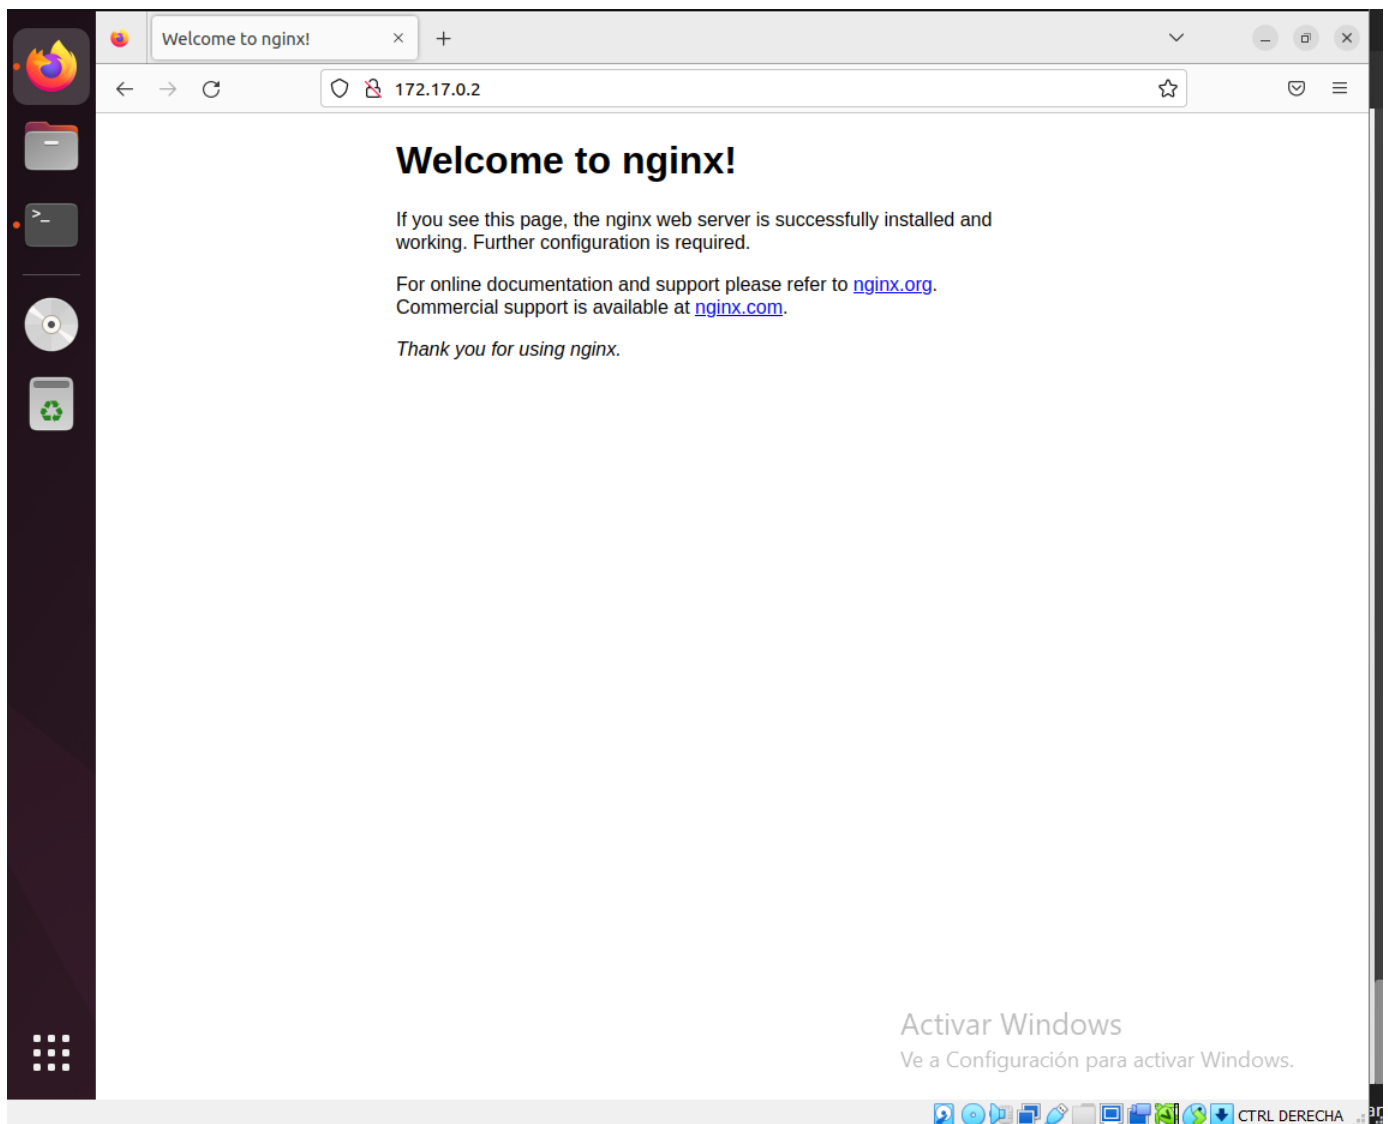 Welcome to nginx!
172.17.0.2
Welcome to nginx!
If you see this page, the nginx web server is successfully installed and
working. Further configuration is required.
For online documentation and support please refer to nginx.org.
Commercial support is available at nginx.com.
Thank you for using nginx.
Activar Windows
Ve a Configuración para activar Windows.
CTRL DERECHA